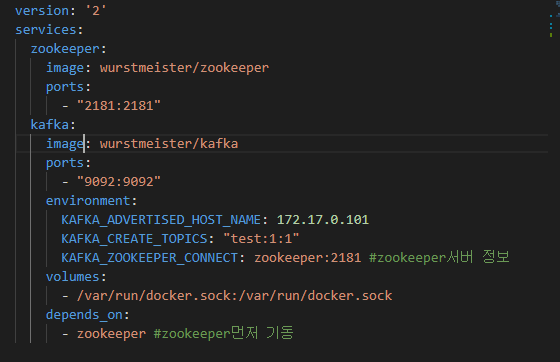 version: '2'
services:
  zookeeper:
    image: wurstmeister/zookeeper
    ports:
      - "2181:2181"
  kafka:
    image: wurstmeister/kafka
    ports:
      - "9092:9092"
    environment:
      KAFKA_ADVERTISED_HOST_NAME: 172.17.0.101
      KAFKA_CREATE_TOPICS: "test:1:1"
      KAFKA_ZOOKEEPER_CONNECT: zookeeper:2181 #zookeeper서버 정보
    volumes:
      - /var/run/docker.sock:/var/run/docker.sock
    depends_on:
      - zookeeper #zookeeper먼저 기동